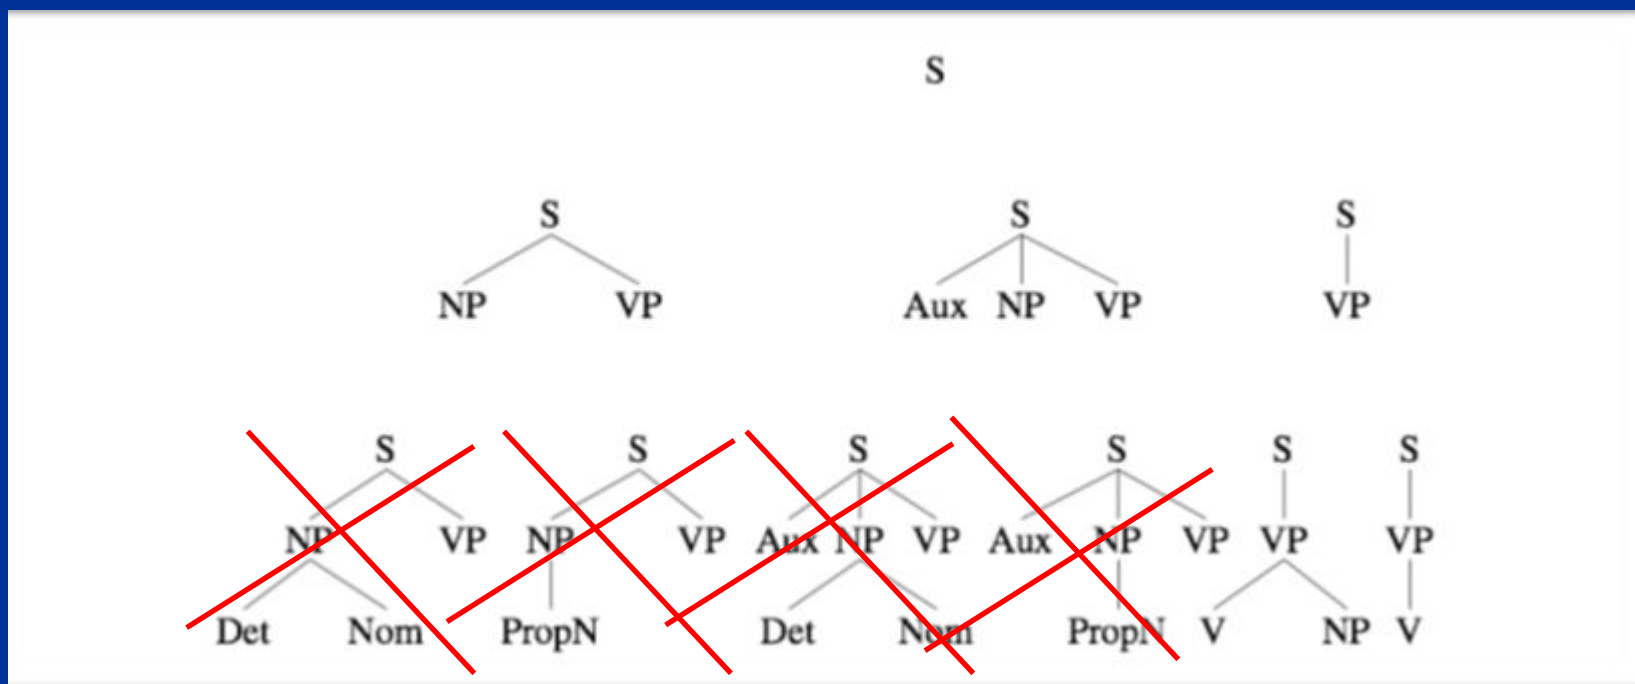 S
S S S
NP VP Aux NP VP VP
S S S S S S
NP VP NP VP Aux NP VP Aux NP VP VP VP
Det Nom PropN Det Nom PropN V NP V